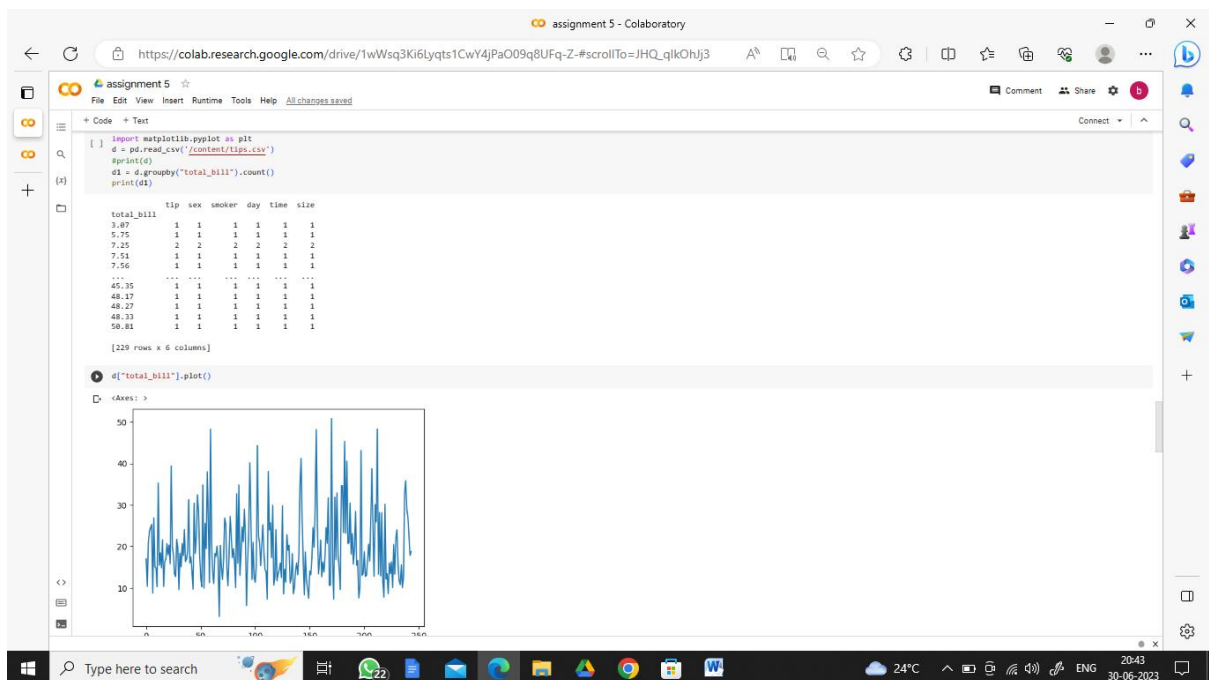 assignment 5 - Colaboratory
https://colab.research.google.com/drive/1wWsq3Ki6Lyqts1CwY4jPaO09q8UFq-Z-#scrollTo=JHQ_qIkOhJj3
assignment 5
File Edit View Insert Runtime Tools Help All changes saved
Comment Share b
+ Code + Text
Connect
[ ] import matplotlib.pyplot as plt
d = pd.read_csv('/content/tips.csv')
#print(d)
d1 = d.groupby("total_bill").count()
print(d1)
tip sex smoker day time size
total_bill
3.07 1 1 1 1 1 1
5.75 1 1 1 1 1 1
7.25 2 2 2 2 2 2
7.51 1 1 1 1 1 1
7.56 1 1 1 1 1 1
... ... ... ... ... ... ...
45.35 1 1 1 1 1 1
48.17 1 1 1 1 1 1
48.27 1 1 1 1 1 1
48.33 1 1 1 1 1 1
50.81 1 1 1 1 1 1
[229 rows x 6 columns]
d["total_bill"].plot()
<Axes: >
50
40
30
20
10
0 50 100 150 200 250
Type here to search
22
24°C
ENG
20:43
30-06-2023